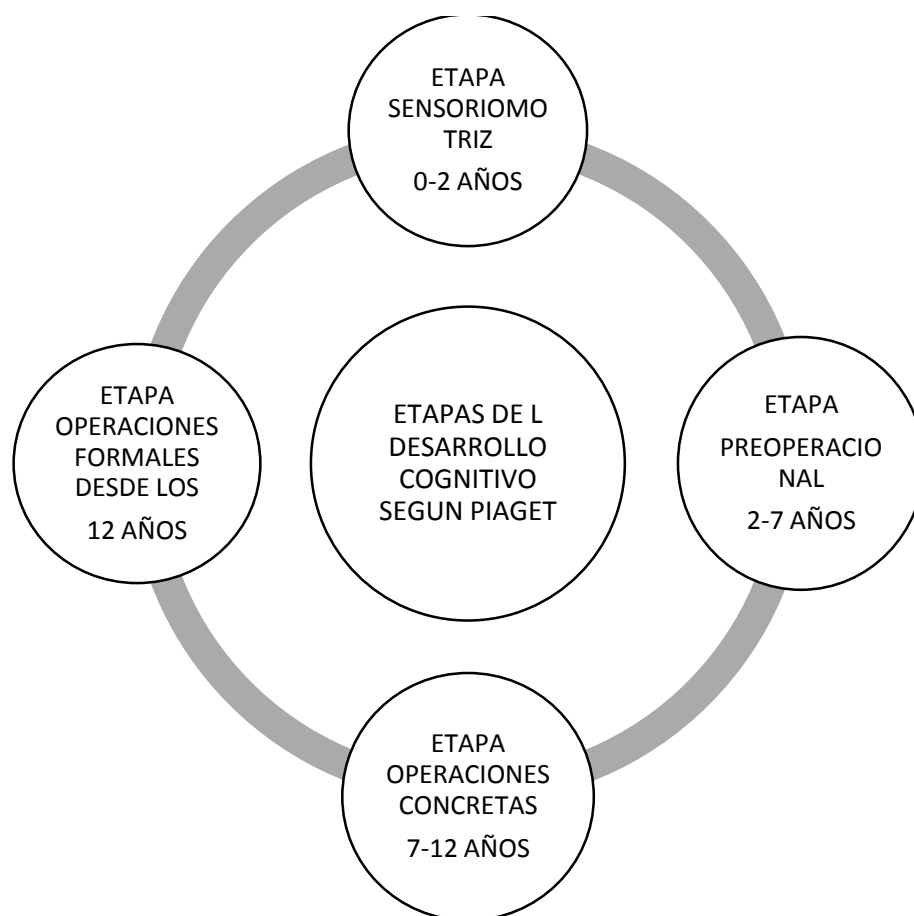 ETAPA
SENSORIOMO
TRIZ
0-2 AÑOS
ETAPA
OPERACIONES
FORMALES
DESDE LOS
12 AÑOS
ETAPAS DE L
DESARROLLO
COGNITIVO
SEGUN PIAGET
ETAPA
PREOPERACIO
NAL
2-7 AÑOS
ETAPA
OPERACIONES
CONCRETAS
7-12 AÑOS